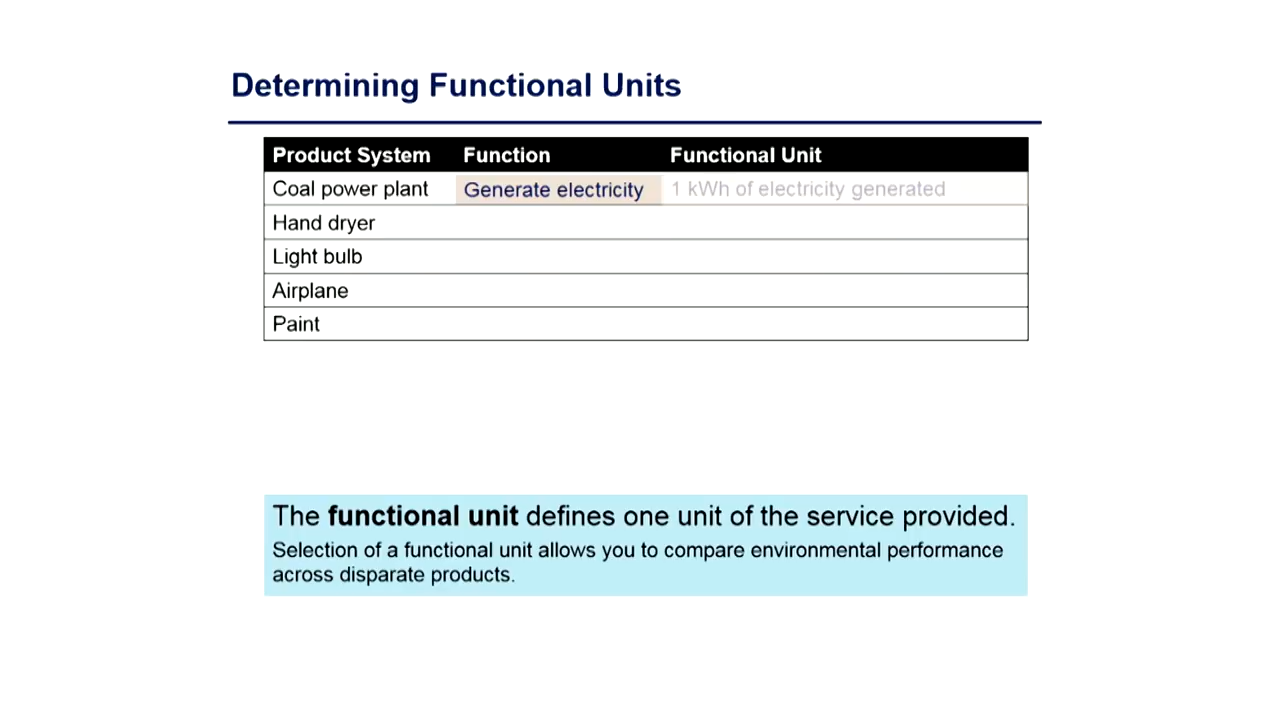 Determining Functional Units
Product System Function Functional Unit
Coal power plant Generate electricity 1 kWh of electricity generated
Hand dryer
Light bulb
Airplane
Paint
The functional unit defines one unit of the service provided.
Selection of a functional unit allows you to compare environmental performance
across disparate products.